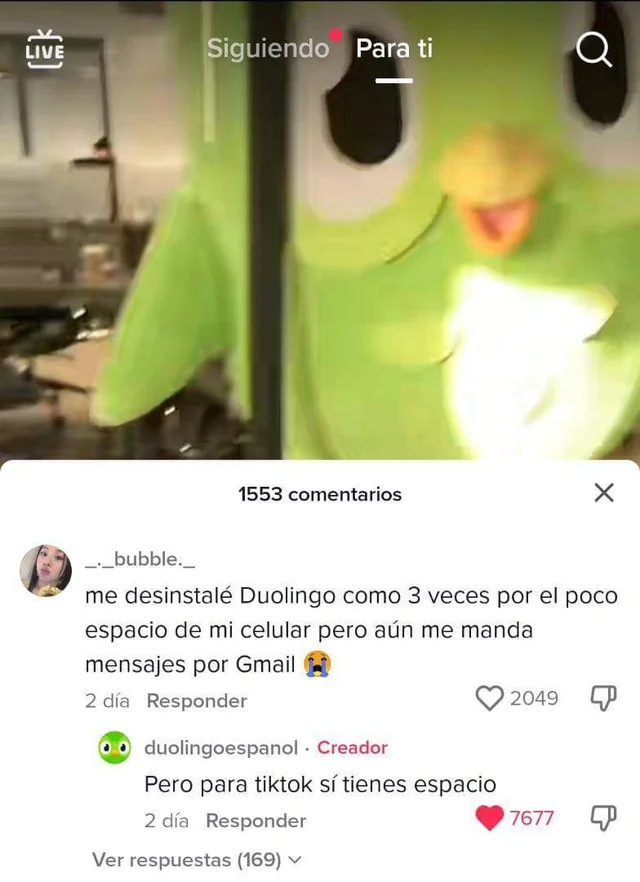 LIVE
Siguiendo Para ti
1553 comentarios
_._bubble._
me desinstalé Duolingo como 3 veces por el poco
espacio de mi celular pero aún me manda
mensajes por Gmail 😭
2 día Responder 2049
duolingoespanol · Creador
Pero para tiktok sí tienes espacio
2 día Responder 7677
Ver respuestas (169)